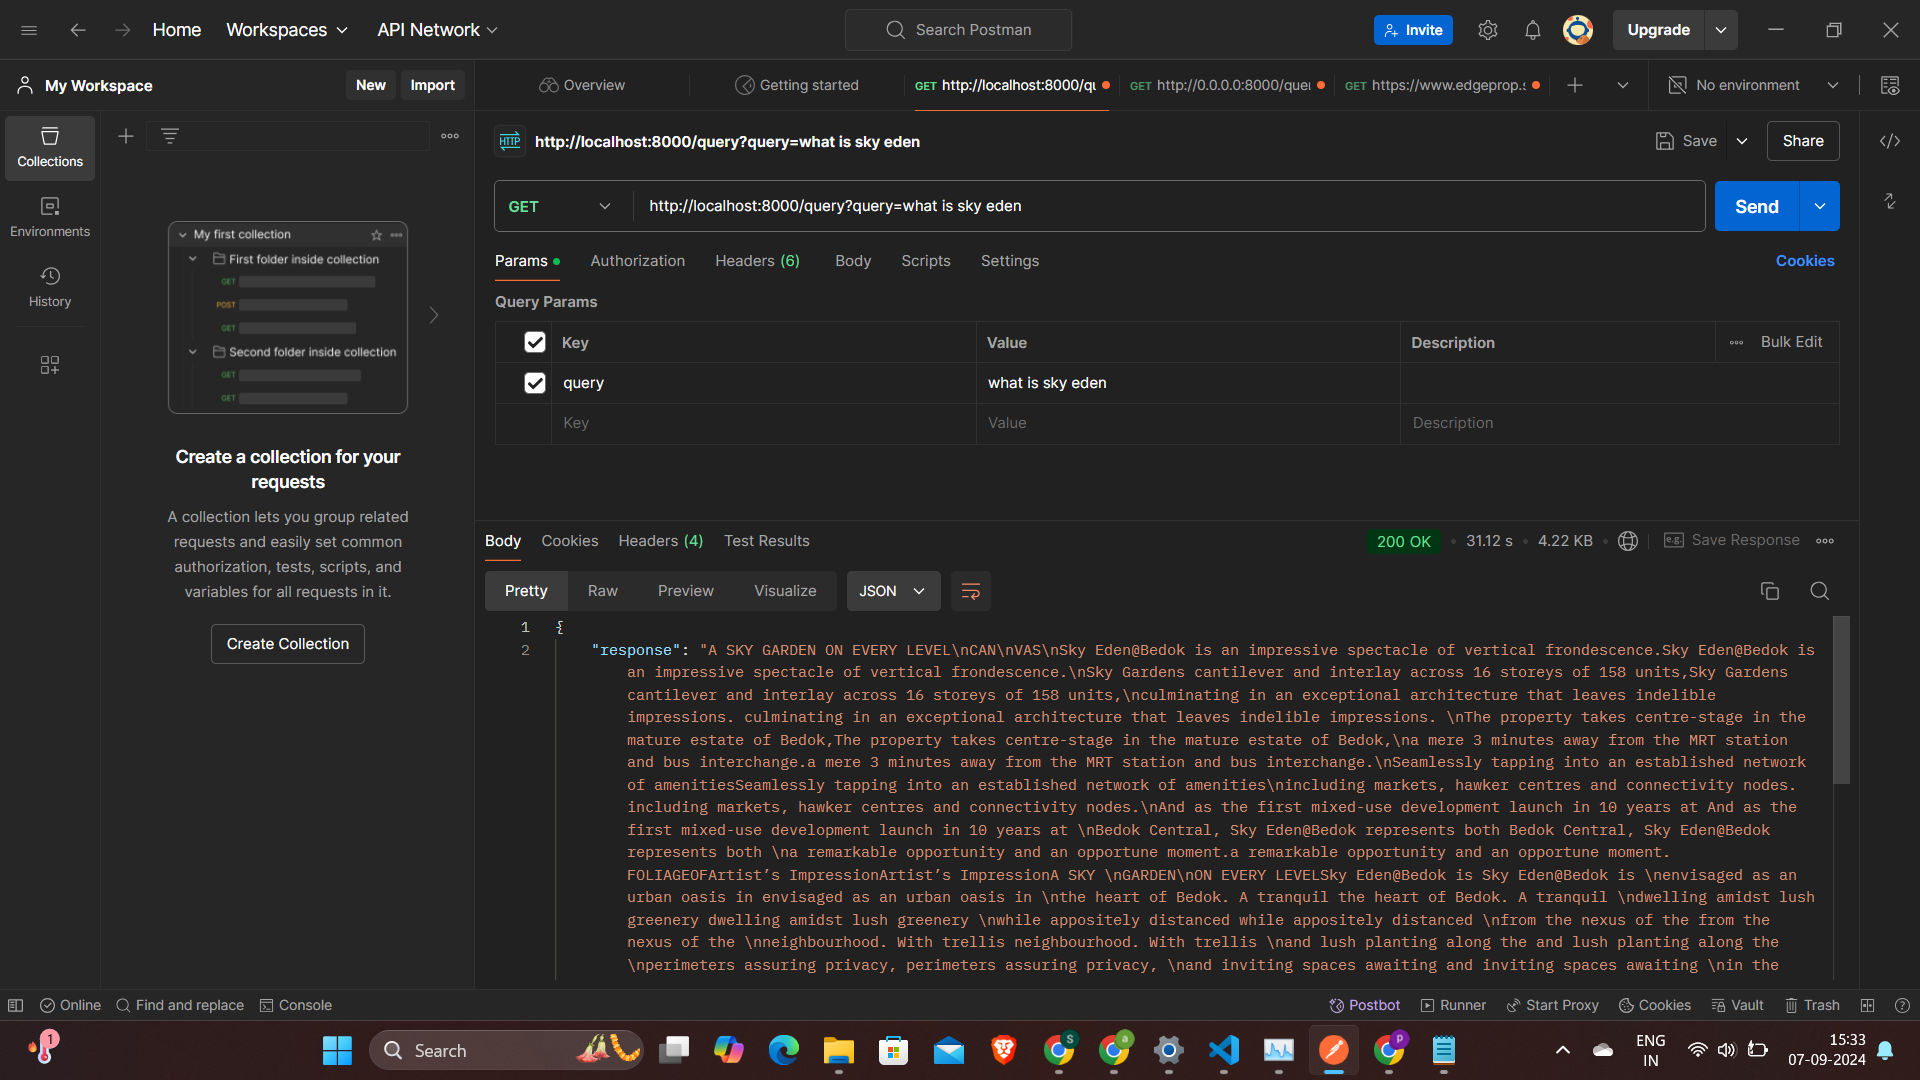 Home
Workspaces
API Network
Search Postman
Invite
Upgrade
My Workspace
New
Import
Overview
Getting started
GET http://localhost:8000/qu
GET http://0.0.0.0:8000/quer
GET https://www.edgeprop.s
No environment
Collections
Environments
History
HTTP
http://localhost:8000/query?query=what is sky eden
Save
Share
GET
http://localhost:8000/query?query=what is sky eden
Send
Params
Authorization
Headers (6)
Body
Scripts
Settings
Cookies
Query Params
Key
Value
Description
Bulk Edit
query
what is sky eden
Key
Value
Description
My first collection
First folder inside collection
GET
POST
GET
Second folder inside collection
GET
GET
Create a collection for your
requests
A collection lets you group related
requests and easily set common
authorization, tests, scripts, and
variables for all requests in it.
Create Collection
Body
Cookies
Headers (4)
Test Results
200 OK
31.12 s
4.22 KB
e.g.
Save Response
Pretty
Raw
Preview
Visualize
JSON
1 {
2 "response": "A SKY GARDEN ON EVERY LEVEL\nCAN\nVAS\nSky Eden@Bedok is an impressive spectacle of vertical frondescence.Sky Eden@Bedok is
an impressive spectacle of vertical frondescence.\nSky Gardens cantilever and interlay across 16 storeys of 158 units,Sky Gardens
cantilever and interlay across 16 storeys of 158 units,\nculminating in an exceptional architecture that leaves indelible
impressions. culminating in an exceptional architecture that leaves indelible impressions. \nThe property takes centre-stage in the
mature estate of Bedok,The property takes centre-stage in the mature estate of Bedok,\na mere 3 minutes away from the MRT station
and bus interchange.a mere 3 minutes away from the MRT station and bus interchange.\nSeamlessly tapping into an established network
of amenitiesSeamlessly tapping into an established network of amenities\nincluding markets, hawker centres and connectivity nodes.
including markets, hawker centres and connectivity nodes.\nAnd as the first mixed-use development launch in 10 years at And as the
first mixed-use development launch in 10 years at \nBedok Central, Sky Eden@Bedok represents both Bedok Central, Sky Eden@Bedok
represents both \na remarkable opportunity and an opportune moment.a remarkable opportunity and an opportune moment.
FOLIAGEOFArtist’s ImpressionArtist’s ImpressionA SKY \nGARDEN\nON EVERY LEVELSky Eden@Bedok is Sky Eden@Bedok is \nenvisaged as an
urban oasis in envisaged as an urban oasis in \nthe heart of Bedok. A tranquil the heart of Bedok. A tranquil \ndwelling amidst lush
greenery dwelling amidst lush greenery \nwhile appositely distanced while appositely distanced \nfrom the nexus of the from the
nexus of the \nneighbourhood. With trellis neighbourhood. With trellis \nand lush planting along the and lush planting along the
\nperimeters assuring privacy, perimeters assuring privacy, \nand inviting spaces awaiting and inviting spaces awaiting \nin the
Online
Find and replace
Console
Postbot
Runner
Start Proxy
Cookies
Vault
Trash
1
Search
S
a
p
ENG
IN
15:33
07-09-2024